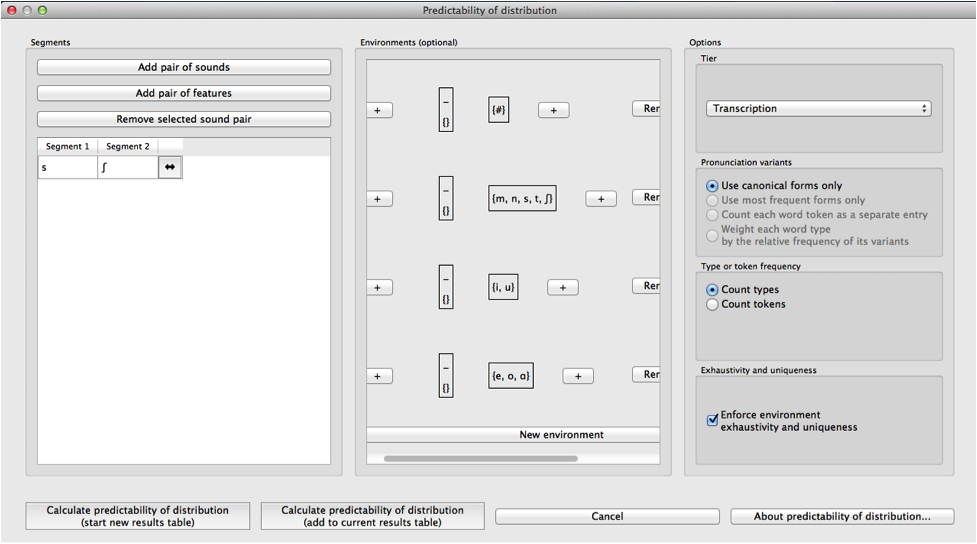 Predictability of distribution
Segments
Add pair of sounds
Add pair of features
Remove selected sound pair
Segment 1 Segment 2
s ʃ
Environments (optional)
+ _ {} {#} + Rer
+ _ {} {m, n, s, t, ʃ} + Rer
+ _ {} {i, u} + Rer
+ _ {} {e, o, ɑ} + Rer
New environment
Options
Tier
Transcription
Pronunciation variants
Use canonical forms only
Use most frequent forms only
Count each word token as a separate entry
Weight each word type
by the relative frequency of its variants
Type or token frequency
Count types
Count tokens
Exhaustivity and uniqueness
Enforce environment
exhaustivity and uniqueness
Calculate predictability of distribution
(start new results table)
Calculate predictability of distribution
(add to current results table)
Cancel
About predictability of distribution...